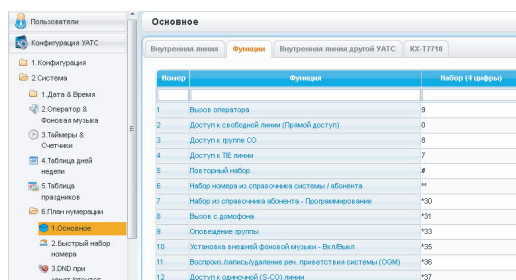 Пользователи
Конфигурация УАТС
1.Конфигурация
2.Система
1.Дата & Время
2.Оператор &
Фоновая музыка
3.Таймеры &
Счетчики
4.Таблица дней
недели
5.Таблица
праздников
6.План нумерации
1.Основное
2.Быстрый набор
номера
3.DND при
Основное
Внутренняя линия
Функции
Внутренняя линия другой УАТС
KX-T7710
Номер Функция Набор (4 цифры)
1 Вызов оператора 9
2 Доступ к свободной линии (Прямой доступ) 0
3 Доступ к группе СО 8
4 Доступ к TIE линии 7
5 Повторный набор #
6 Набор номера из справочника системы / абонента **
7 Набор из справочника абонента - Программирование *30
8 Вызов с домофона *31
9 Оповещение группы *33
10 Установка внешней фоновой музыки - Вкл/Выкл *35
11 Воспроиз./запись/удаление рег. приветствия системы (OGM) *36
12 Доступ к одиночной (S-CO) линии *37